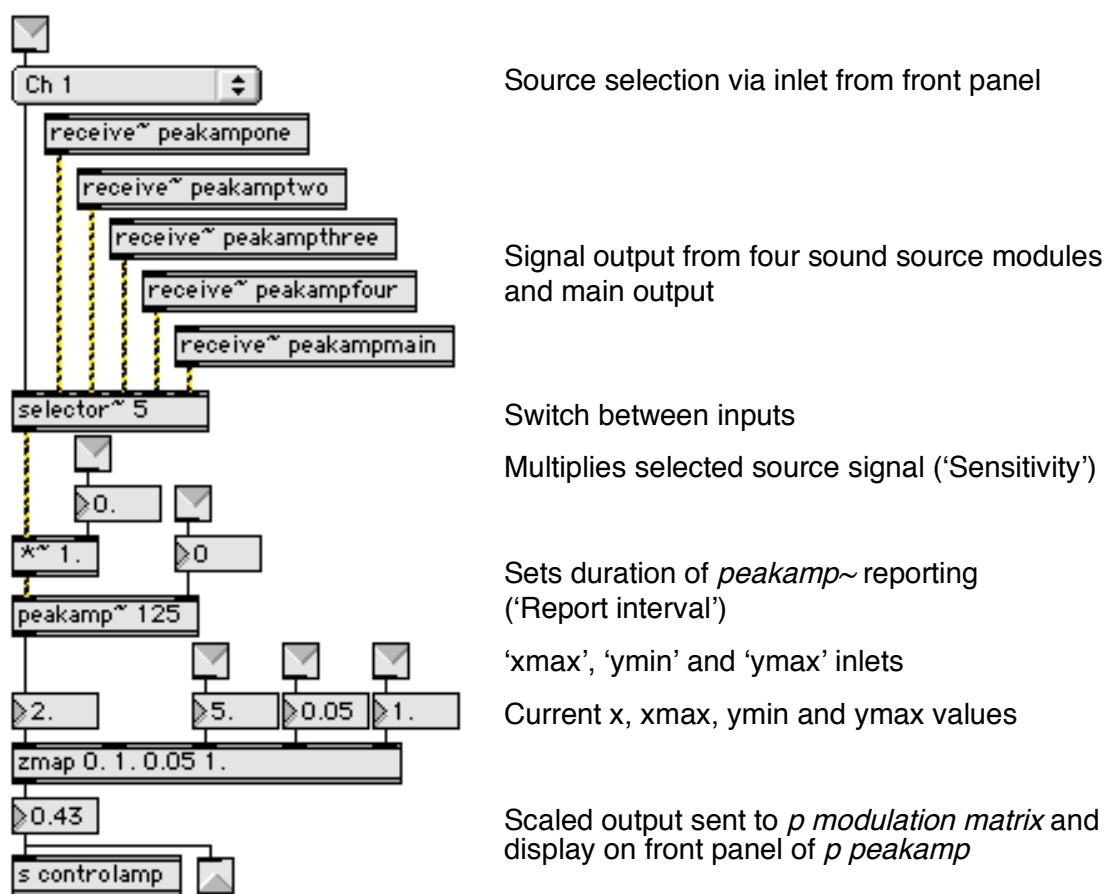 Ch 1
Source selection via inlet from front panel
receive~ peakampone
receive~ peakamptwo
receive~ peakampthree
Signal output from four sound source modules
and main output
receive~ peakampfour
receive~ peakampmain
selector~ 5
Switch between inputs
Multiplies selected source signal (‘Sensitivity’)
0.
*~ 1.
0
Sets duration of peakamp~ reporting
(‘Report interval’)
peakamp~ 125
‘xmax’, ‘ymin’ and ‘ymax’ inlets
2. 5. 0.05 1.
Current x, xmax, ymin and ymax values
zmap 0. 1. 0.05 1.
0.43
Scaled output sent to p modulation matrix and
display on front panel of p peakamp
s controlamp